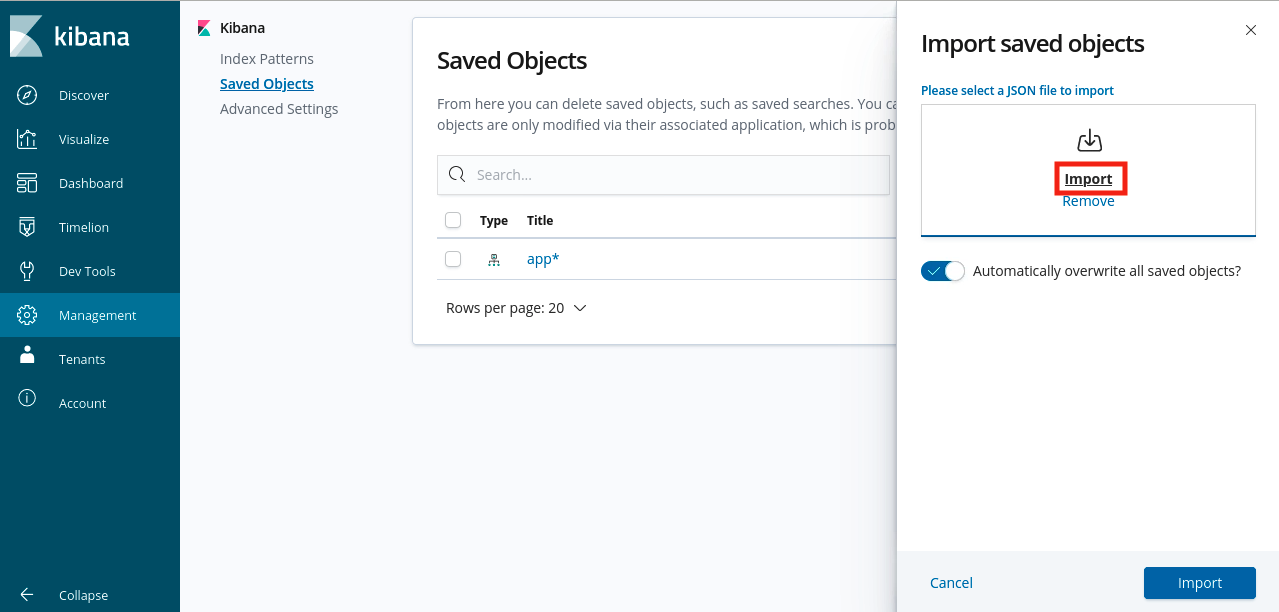 kibana
Discover
Visualize
Dashboard
Timelion
Dev Tools
Management
Tenants
Account
Collapse
Kibana
Index Patterns
Saved Objects
Advanced Settings
Saved Objects
From here you can delete saved objects, such as saved searches. You ca
objects are only modified via their associated application, which is prob
Search...
Type Title
app*
Rows per page: 20
Import saved objects
Please select a JSON file to import
Import
Remove
Automatically overwrite all saved objects?
Cancel
Import